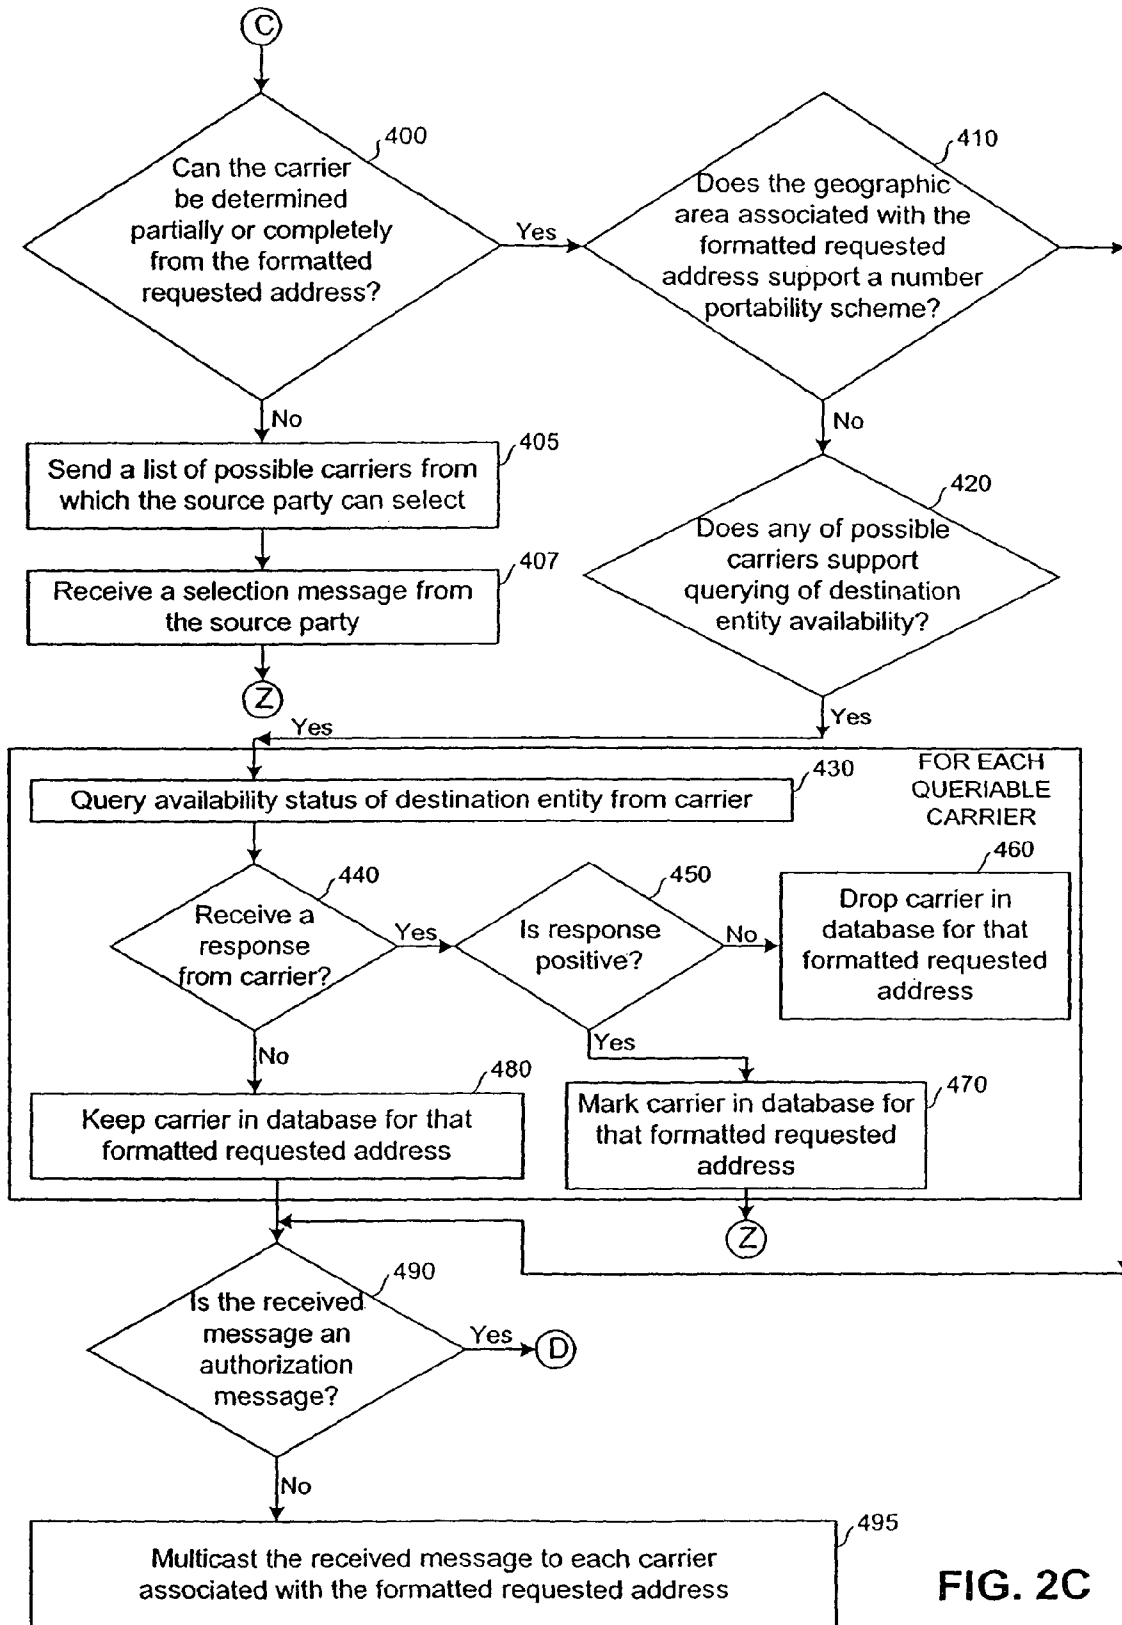 C
400
Can the carrier
be determined
partially or completely
from the formatted
requested address?
Yes
410
Does the geographic
area associated with the
formatted requested
address support a number
portability scheme?
No
405
Send a list of possible carriers from
which the source party can select
No
420
Does any of possible
carriers support
querying of destination
entity availability?
407
Receive a selection message from
the source party
Z
Yes
Yes
FOR EACH
QUERIABLE
CARRIER
430
Query availability status of destination entity from carrier
440
Receive a
response
from carrier?
Yes
450
Is response
positive?
No
460
Drop carrier in
database for that
formatted requested
address
No
Yes
480
Keep carrier in database for that
formatted requested address
470
Mark carrier in database for
that formatted requested
address
Z
490
Is the received
message an
authorization
message?
Yes
D
No
495
Multicast the received message to each carrier
associated with the formatted requested address
FIG. 2C